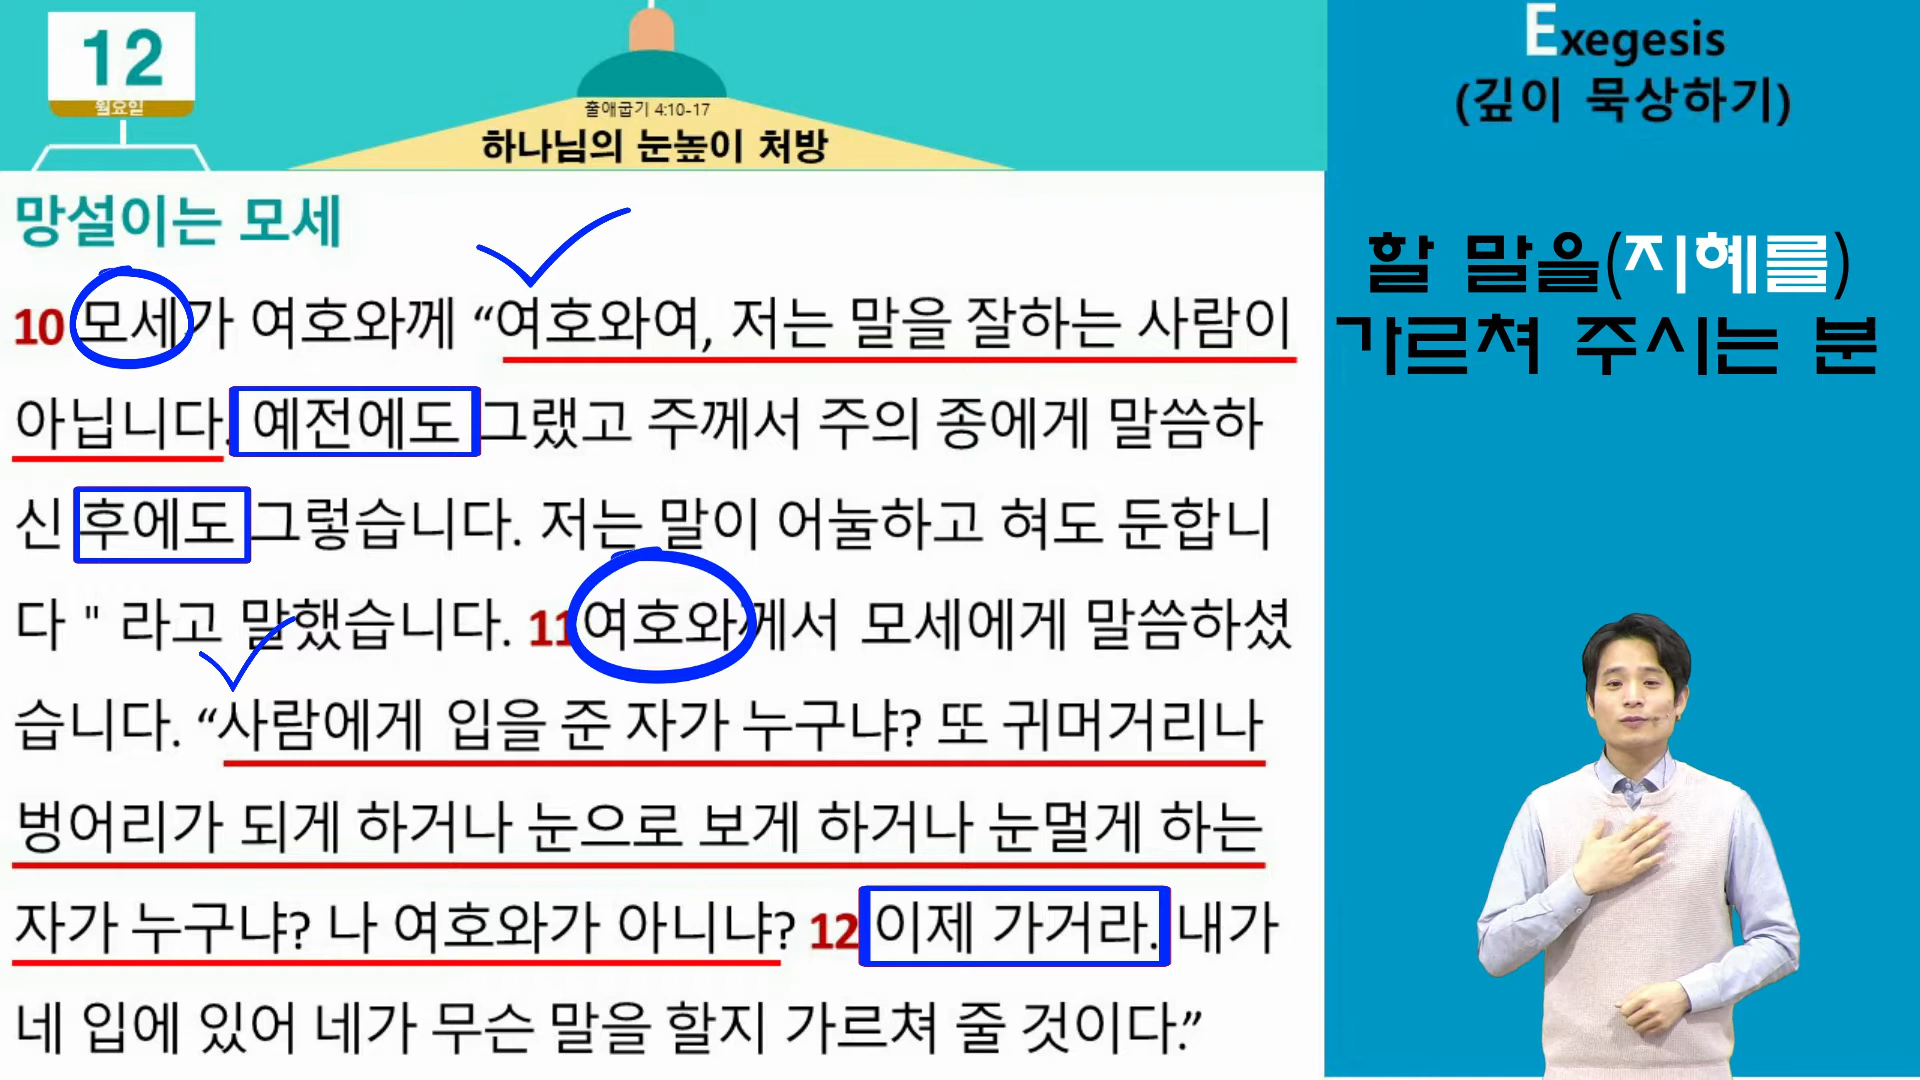 12
월요일
출애굽기 4:10-17
하나님의 눈높이 처방
망설이는 모세
10 모세가 여호와께 “여호와여, 저는 말을 잘하는 사람이
아닙니다. 예전에도 그랬고 주께서 주의 종에게 말씀하
신 후에도 그렇습니다. 저는 말이 어눌하고 혀도 둔합니
다 " 라고 말했습니다. 11 여호와께서 모세에게 말씀하셨
습니다. “사람에게 입을 준 자가 누구냐? 또 귀머거리나
벙어리가 되게 하거나 눈으로 보게 하거나 눈멀게 하는
자가 누구냐? 나 여호와가 아니냐? 12 이제 가거라. 내가
네 입에 있어 네가 무슨 말을 할지 가르쳐 줄 것이다.”
Exegesis
(깊이 묵상하기)
할 말을(지혜를)
가르쳐 주시는 분